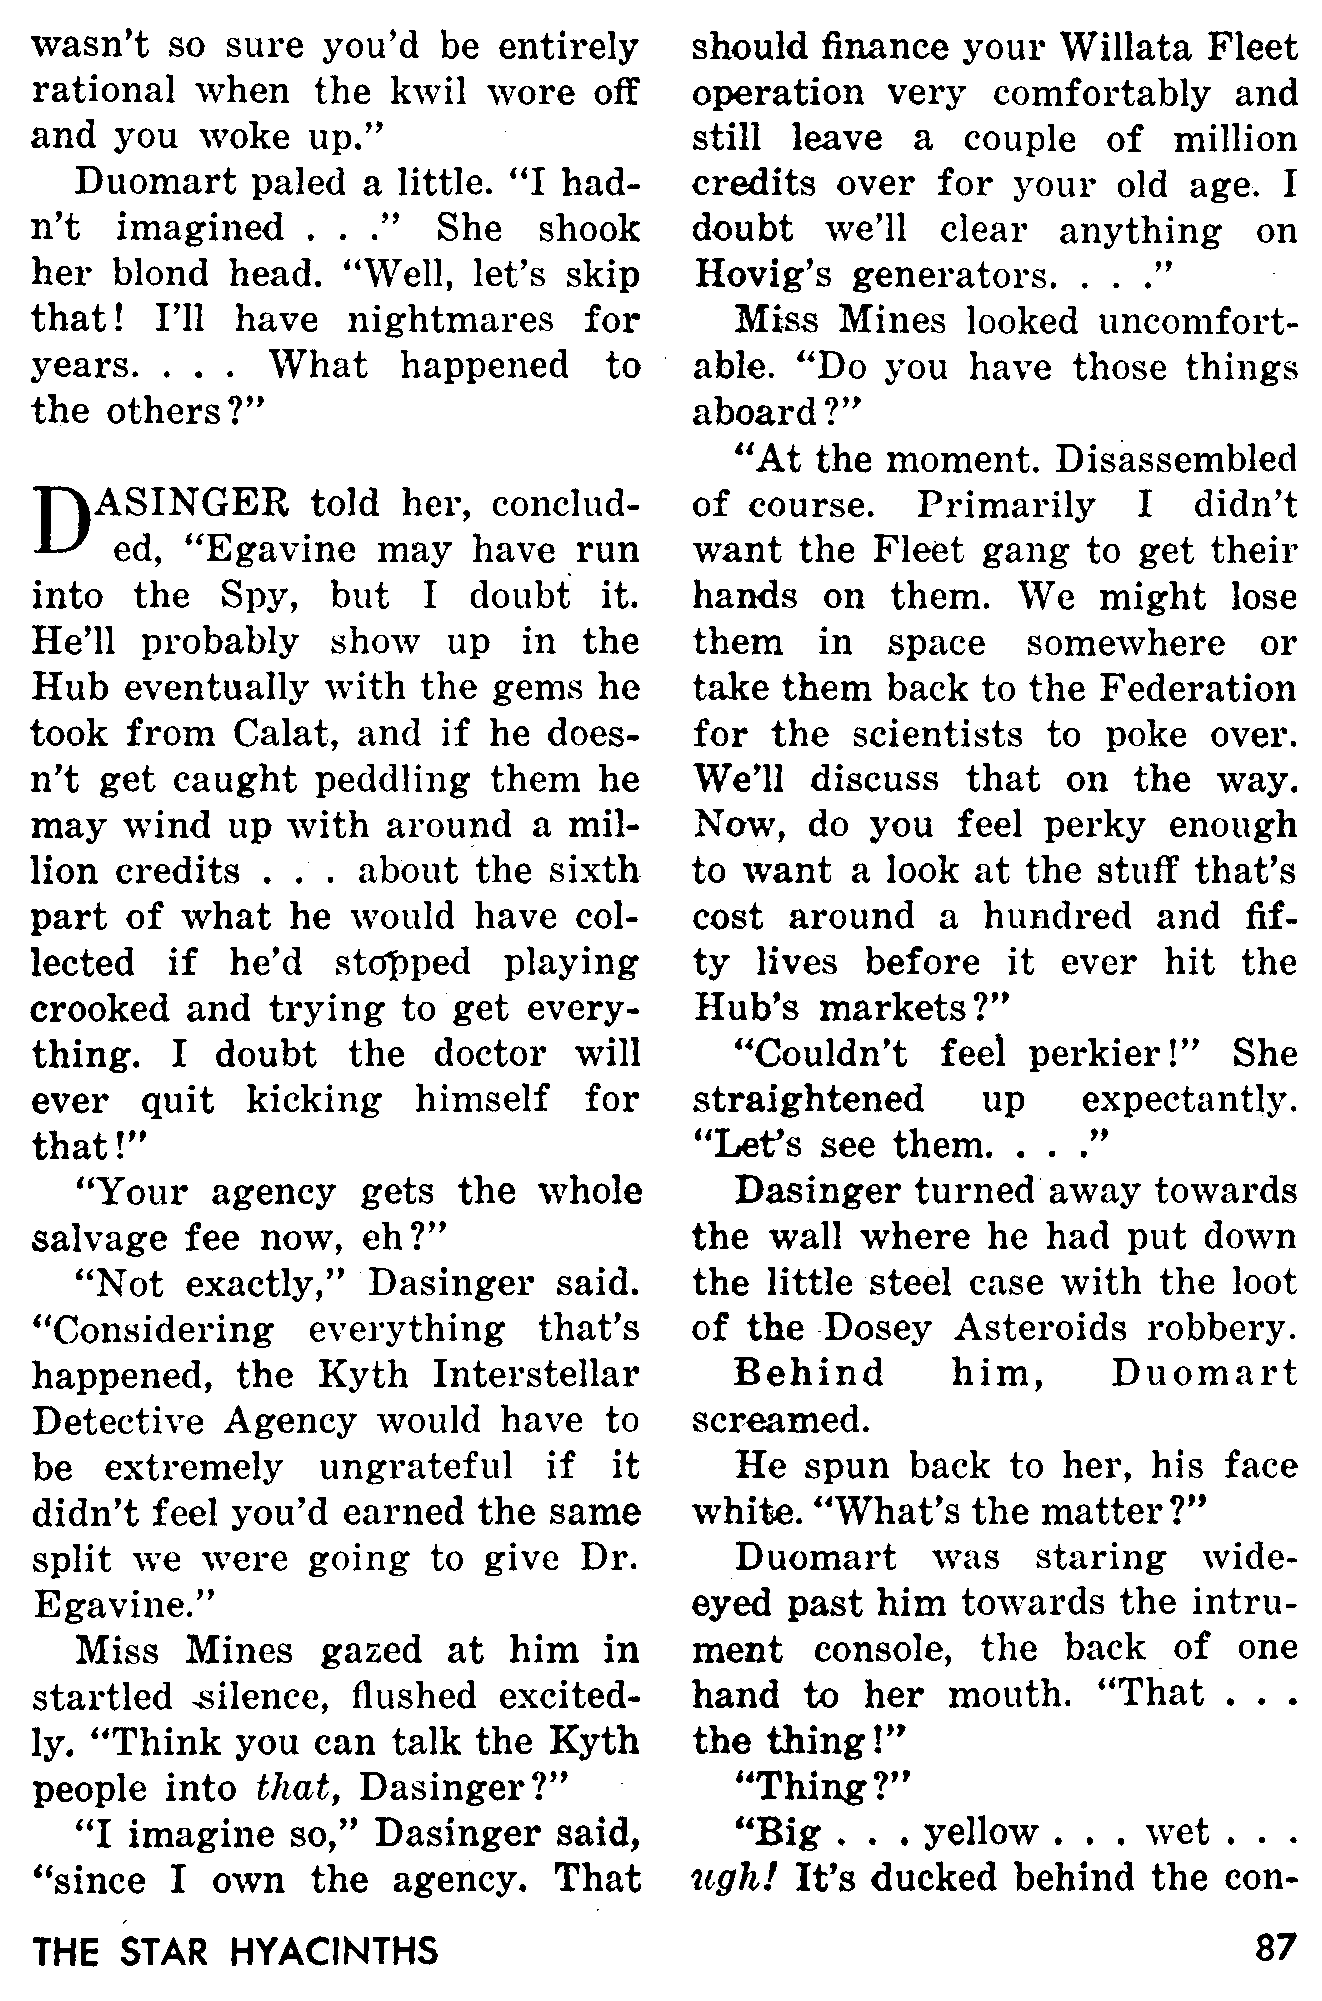 wasn't so sure you'd be entirely
rational when the kwil wore off
and you woke up."
Duomart paled a little. "I had-
n't imagined . . ." She shook
her blond head. "Well, let's skip
that! I'll have nightmares for
years. . . . What happened to
the others?"
DASINGER told her, conclud-
ed, "Egavine may have run
into the Spy, but I doubt it.
He'll probably show up in the
Hub eventually with the gems he
took from Calat, and if he does-
n't get caught peddling them he
may wind up with around a mil-
lion credits . . . about the sixth
part of what he would have col-
lected if he'd stopped playing
crooked and trying to get every-
thing. I doubt the doctor will
ever quit kicking himself for
that!"
"Your agency gets the whole
salvage fee now, eh?"
"Not exactly," Dasinger said.
"Considering everything that's
happened, the Kyth Interstellar
Detective Agency would have to
be extremely ungrateful if it
didn't feel you'd earned the same
split we were going to give Dr.
Egavine."
Miss Mines gazed at him in
startled silence, flushed excited-
ly. "Think you can talk the Kyth
people into that, Dasinger?"
"I imagine so," Dasinger said,
"since I own the agency. That
should finance your Willata Fleet
operation very comfortably and
still leave a couple of million
credits over for your old age. I
doubt we'll clear anything on
Hovig's generators. . . ."
Miss Mines looked uncomfort-
able. "Do you have those things
aboard?"
"At the moment. Disassembled
of course. Primarily I didn't
want the Fleet gang to get their
hands on them. We might lose
them in space somewhere or
take them back to the Federation
for the scientists to poke over.
We'll discuss that on the way.
Now, do you feel perky enough
to want a look at the stuff that's
cost around a hundred and fif-
ty lives before it ever hit the
Hub's markets?"
"Couldn't feel perkier!" She
straightened up expectantly.
"Let's see them. . . ."
Dasinger turned away towards
the wall where he had put down
the little steel case with the loot
of the Dosey Asteroids robbery.
Behind him, Duomart
screamed.
He spun back to her, his face
white. "What's the matter?"
Duomart was staring wide-
eyed past him towards the intru-
ment console, the back of one
hand to her mouth. "That . . .
the thing!"
"Thing?"
"Big . . . yellow . . . wet . . .
ugh! It's ducked behind the con-
THE STAR HYACINTHS 87